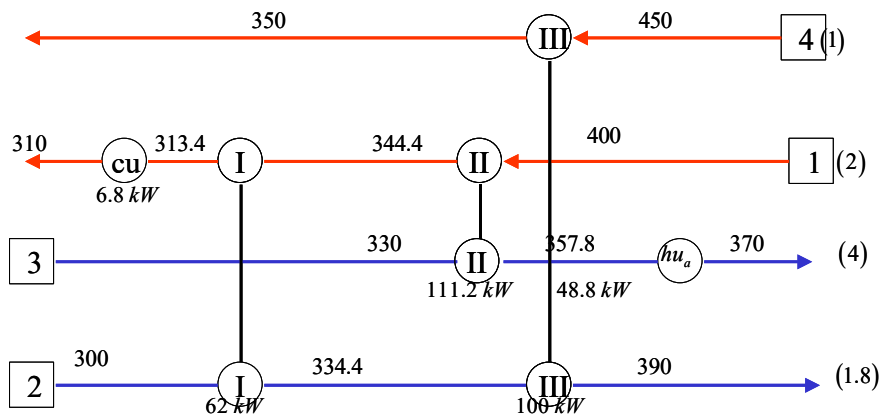 350 III 450 4 (1)
310 cu 313.4 I 344.4 II 400 1 (2)
6.8 kW
3 330 II 357.8 hu_a 370 (4)
111.2 kW 48.8 kW
2 300 I 334.4 III 390 (1.8)
62 kW 100 kW